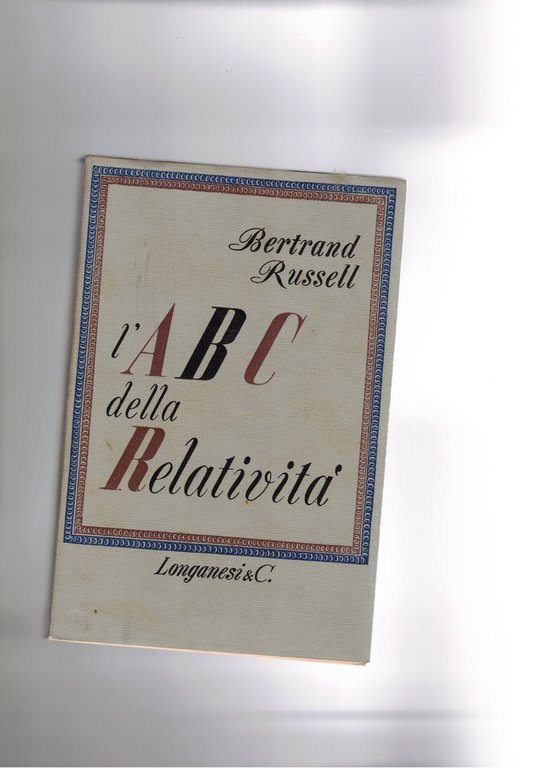 Bertrand
Russell
l'ABC
della
Relatività
Longanesi & C.